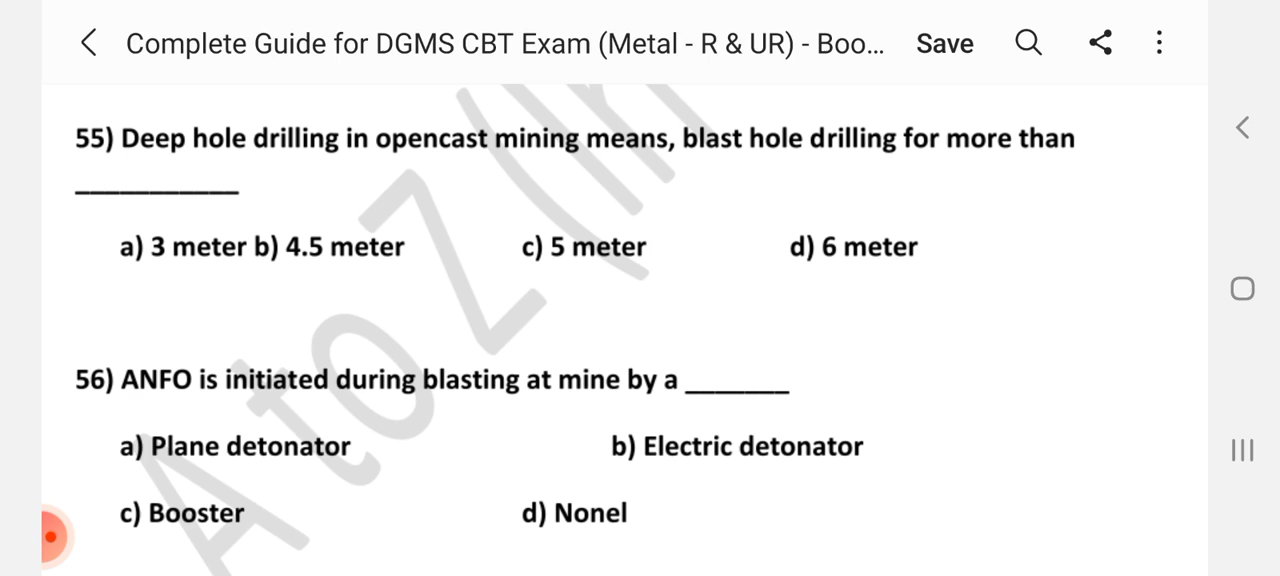 Complete Guide for DGMS CBT Exam (Metal - R & UR) - Boo... Save
55) Deep hole drilling in opencast mining means, blast hole drilling for more than
___________
a) 3 meter b) 4.5 meter c) 5 meter d) 6 meter
56) ANFO is initiated during blasting at mine by a _______
a) Plane detonator b) Electric detonator
c) Booster d) Nonel
A to Z (In